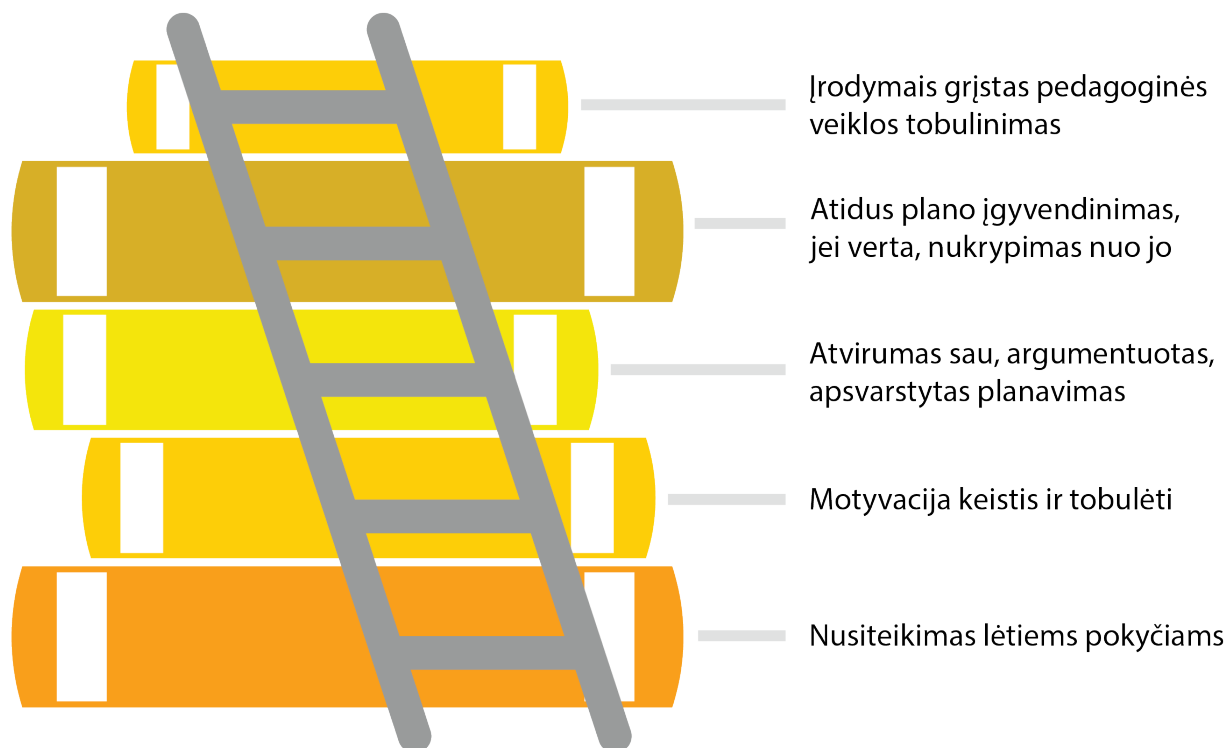 Įrodymais grįstas pedagoginės
veiklos tobulinimas
Atidus plano įgyvendinimas,
jei verta, nukrypimas nuo jo
Atvirumas sau, argumentuotas,
apsvarstytas planavimas
Motyvacija keistis ir tobulėti
Nusiteikimas lėtiems pokyčiams